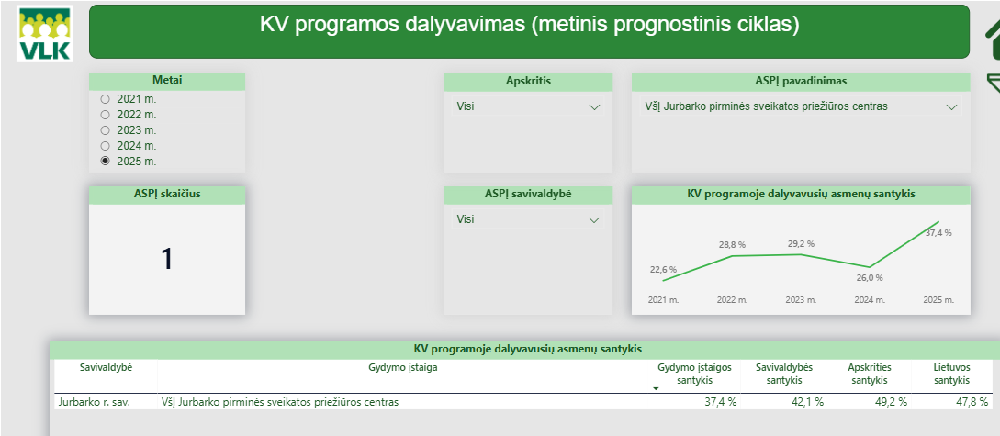 VLK
KV programos dalyvavimas (metinis prognostinis ciklas)
Metai
2021 m.
2022 m.
2023 m.
2024 m.
2025 m.
Apskritis
Visi
ASPĮ pavadinimas
VšĮ Jurbarko pirminės sveikatos priežiūros centras
ASPĮ skaičius
1
ASPĮ savivaldybė
Visi
KV programoje dalyvavusių asmenų santykis
22,6 %
28,8 %
29,2 %
26,0 %
37,4 %
2021 m. 2022 m. 2023 m. 2024 m. 2025 m.
KV programoje dalyvavusių asmenų santykis
Savivaldybė Gydymo įstaiga Gydymo įstaigos santykis Savivaldybės santykis Apskrities santykis Lietuvos santykis
Jurbarko r. sav. VšĮ Jurbarko pirminės sveikatos priežiūros centras 37,4 % 42,1 % 49,2 % 47,8 %